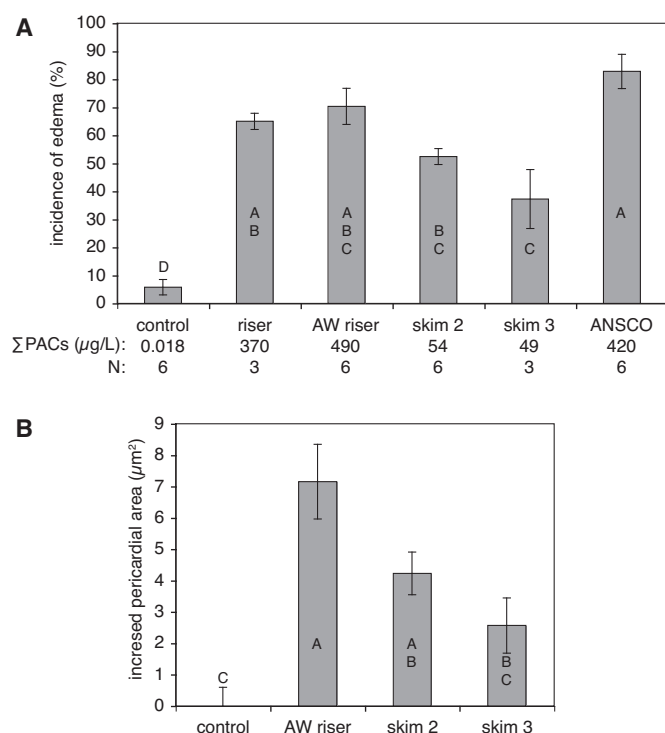 A
incidence of edema (%)
100
90
80
70
60
50
40
30
20
10
0
D
A
B
A
B
C
B
C
C
A
control riser AW riser skim 2 skim 3 ANSCO
∑PACs (µg/L): 0.018 370 490 54 49 420
N: 6 3 6 6 3 6
B
incresed pericardial area (µm²)
9
8
7
6
5
4
3
2
1
0
C
A
A
B
B
C
control AW riser skim 2 skim 3